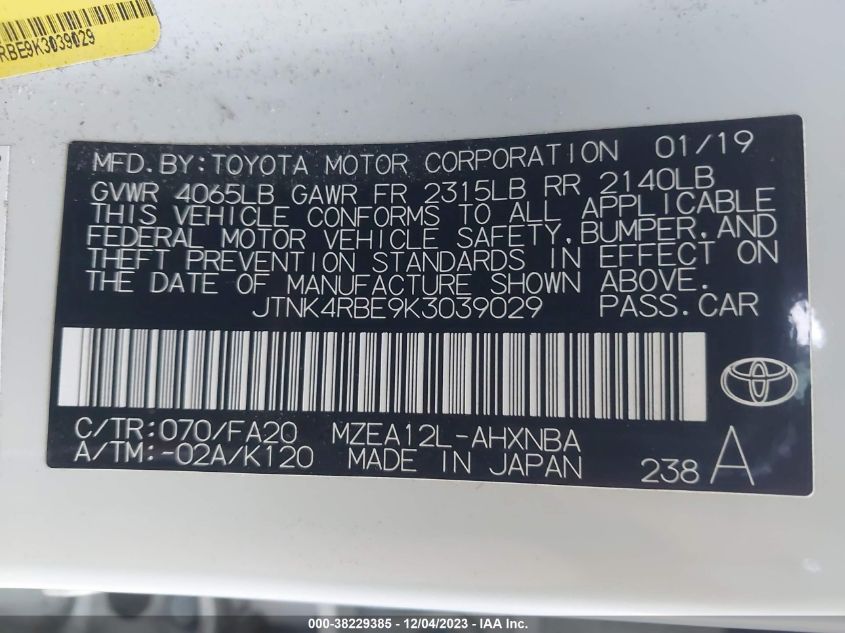 RBE9K3039029
MFD.BY:TOYOTA MOTOR CORPORATION 01/19
GVWR 4065LB GAWR FR 2315LB RR 2140LB
THIS VEHICLE CONFORMS TO ALL APPLICABLE
FEDERAL MOTOR VEHICLE SAFETY,BUMPER,AND
THEFT PREVENTION STANDARDS IN EFFECT ON
THE DATE OF MANUFACTURE SHOWN ABOVE.
JTNK4RBE9K3039029 PASS.CAR
C/TR:070/FA20 MZEA12L-AHXNBA
A/TM:-02A/K120 MADE IN JAPAN 238 A
000-38229385 - 12/04/2023 - IAA Inc.